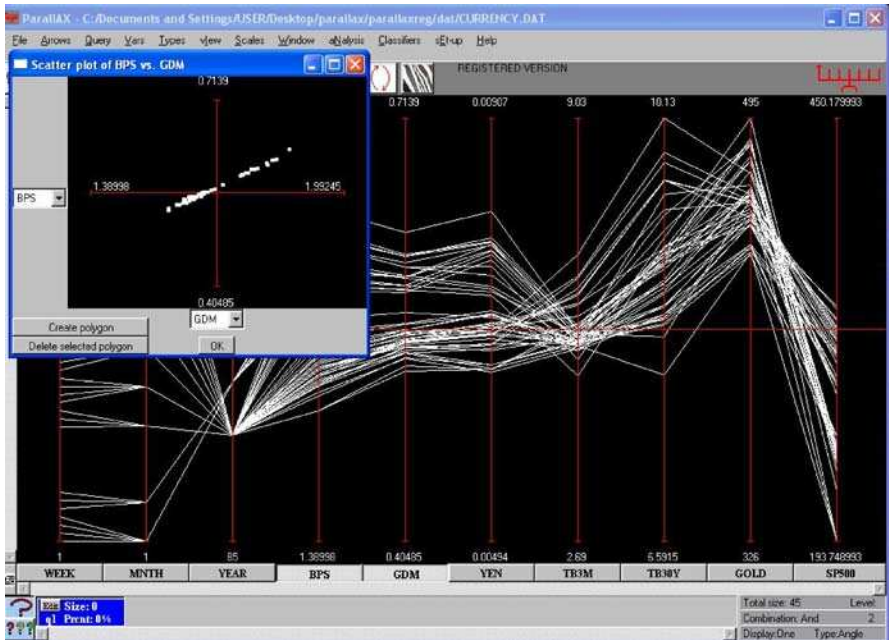 ParallAX - C:/Documents and Settings/USER/Desktop/parallax/parallaxreg/dat/CURRENCY.DAT
File Arrows Query Vars Types vIew Scales Window aNalysis Classifiers sEt-up Help
Scatter plot of BPS vs. GDM
REGISTERED VERSION
0.7139
1.38998 1.99245
BPS
0.40485
GDM
Create polygon
Delete selected polygon OK
0.7139 0.00907 9.03 10.13 495 450.179993
1 1 85 1.38998 0.40485 0.00494 2.69 6.5915 326 193.748993
WEEK MNTH YEAR BPS GDM YEN TB3M TB30Y GOLD SP500
Size: 0
q1 Prcnt: 0%
Total size: 45 Level:
Combination: And 2
Display:One Type:Angle